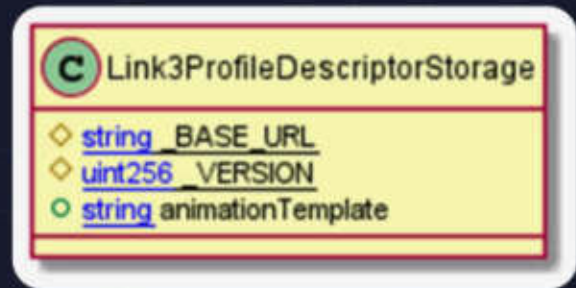 C Link3ProfileDescriptorStorage
string _BASE_URL
uint256 _VERSION
string animationTemplate